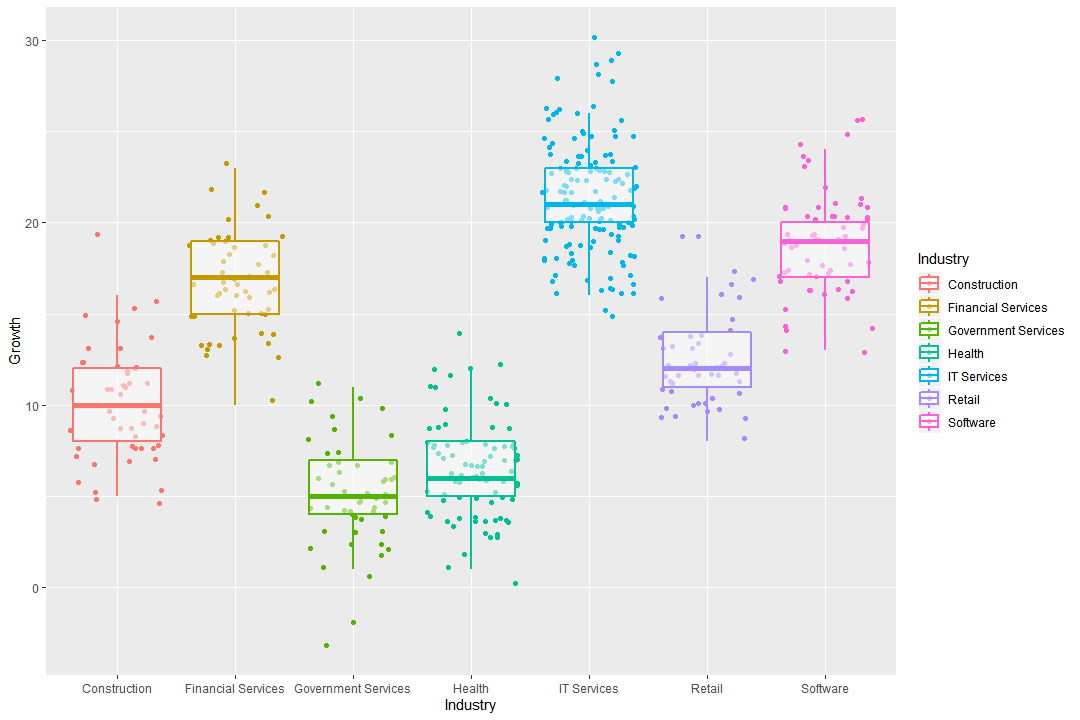 30
20
10
0
Growth
Construction
Financial Services
Government Services
Health
IT Services
Retail
Software
Industry
Industry
Construction
Financial Services
Government Services
Health
IT Services
Retail
Software